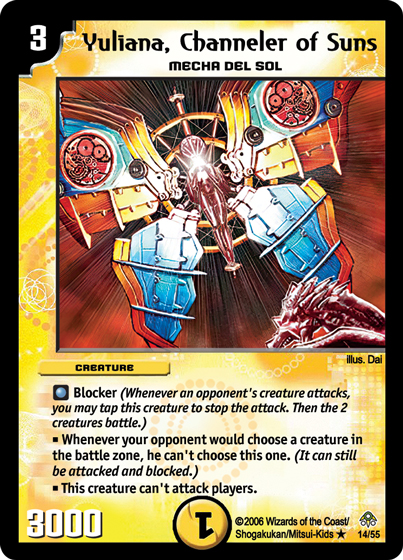 3
Yuliana, Channeler of Suns
MECHA DEL SOL
illus. Dai
CREATURE
Blocker (Whenever an opponent's creature attacks,
you may tap this creature to stop the attack. Then the 2
creatures battle.)
▪ Whenever your opponent would choose a creature in
the battle zone, he can't choose this one. (It can still
be attacked and blocked.)
▪ This creature can't attack players.
3000
1
©2006 Wizards of the Coast/
Shogakukan/Mitsui-Kids ★ 14/55